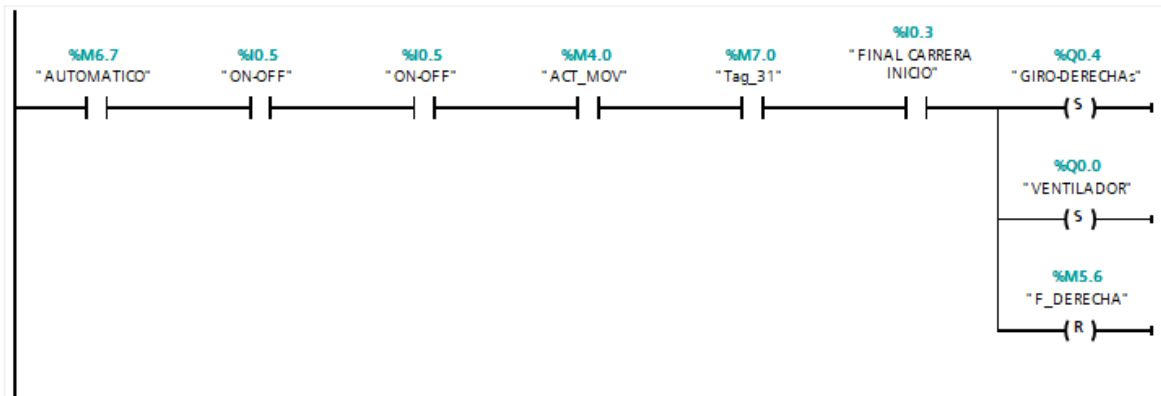 %M6.7
"AUTOMATICO"
%I0.5
"ON-OFF"
%I0.5
"ON-OFF"
%M4.0
"ACT_MOV"
%M7.0
"Tag_31"
%I0.3
"FINAL CARRERA
INICIO"
%Q0.4
"GIRO-DERECHAs"
S
%Q0.0
"VENTILADOR"
S
%M5.6
"F_DERECHA"
R